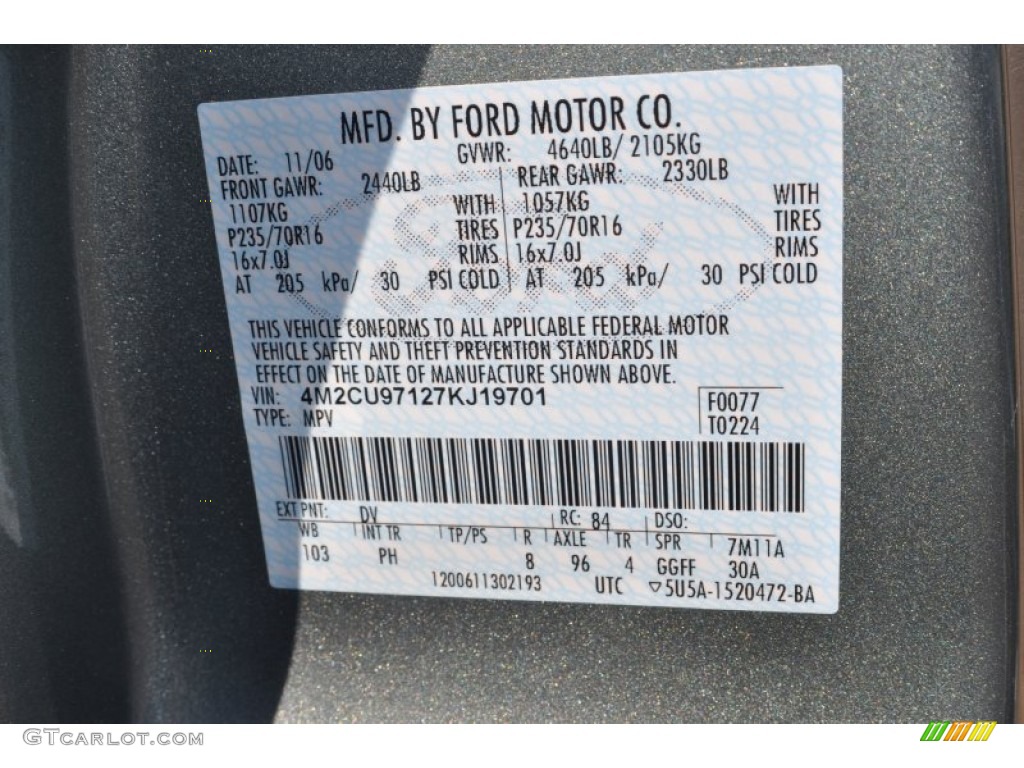 MFD. BY FORD MOTOR CO.
DATE: 11/06 GVWR: 4640LB/ 2105KG
FRONT GAWR: 2440LB REAR GAWR: 2330LB
1107KG WITH 1057KG WITH
P235/70R16 TIRES P235/70R16 TIRES
16x7.0J RIMS 16x7.0J RIMS
AT 205 kPa/ 30 PSI COLD AT 205 kPa/ 30 PSI COLD
THIS VEHICLE CONFORMS TO ALL APPLICABLE FEDERAL MOTOR
VEHICLE SAFETY AND THEFT PREVENTION STANDARDS IN
EFFECT ON THE DATE OF MANUFACTURE SHOWN ABOVE.
VIN: 4M2CU97127KJ19701 F0077
TYPE: MPV T0224
EXT PNT: DV RC: 84 DSO:
WB INT TR TP/PS R AXLE TR SPR 7M11A
103 PH 8 96 4 GGFF 30A
1200611302193 UTC ▽5U5A-1520472-BA
GTcarlot.com